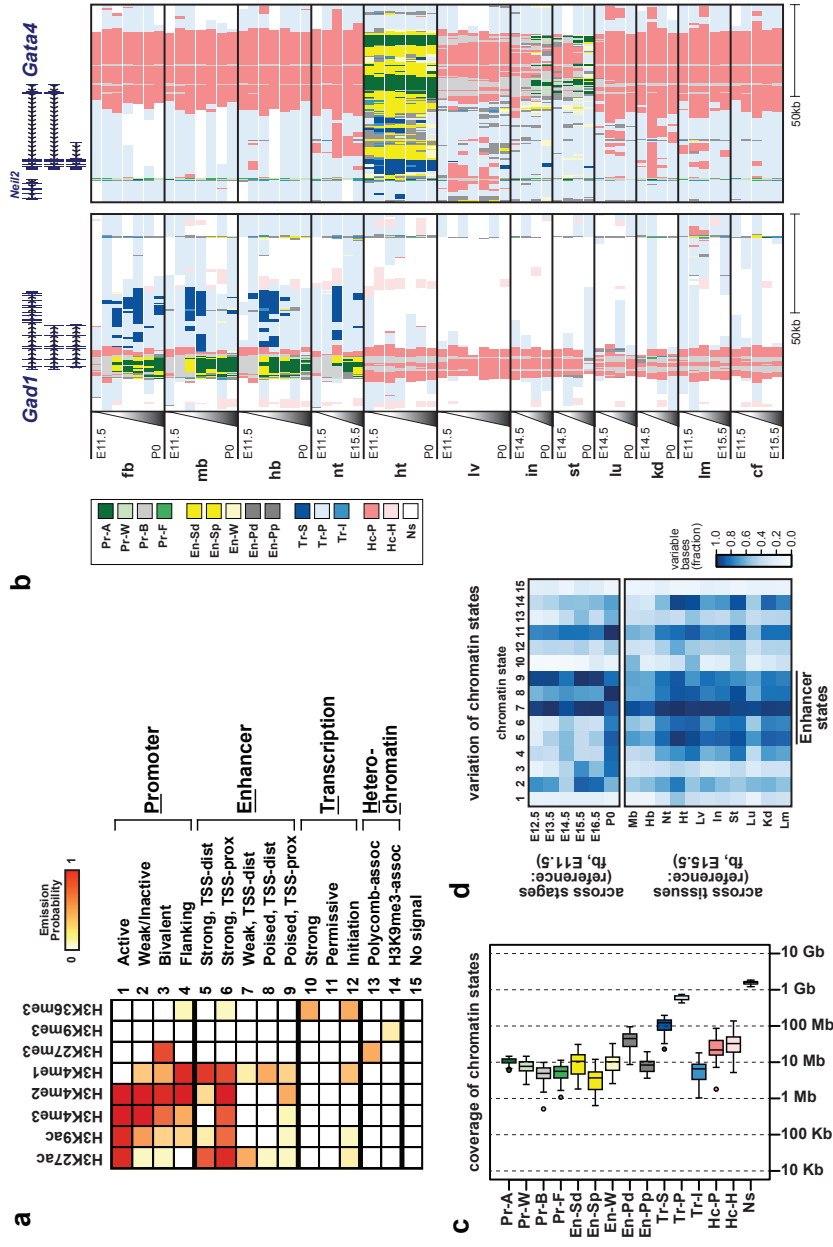 a
H3K27ac
H3K9ac
H3K4me3
H3K4me2
H3K4me1
H3K27me3
H3K9me3
H3K36me3
Emission
Probability
0 1
1 Active
2 Weak/Inactive
3 Bivalent
4 Flanking
5 Strong, TSS-dist
6 Strong, TSS-prox
7 Weak, TSS-dist
8 Poised, TSS-dist
9 Poised, TSS-prox
10 Strong
11 Permissive
12 Initiation
13 Polycomb-assoc
14 H3K9me3-assoc
15 No signal
Promoter
Enhancer
Transcription
Hetero-
chromatin
b
Pr-A
Pr-W
Pr-B
Pr-F
En-Sd
En-Sp
En-W
En-Pd
En-Pp
Tr-S
Tr-P
Tr-I
Hc-P
Hc-H
Ns
Gad1
Neil2
Gata4
fb E11.5 P0
mb E11.5 P0
hb E11.5 P0
nt E11.5 E15.5
ht E11.5 P0
lv E11.5 P0
in E14.5 P0
st E14.5 P0
lu E14.5 P0
kd E14.5 P0
lm E11.5 E15.5
cf E11.5 E15.5
50kb
50kb
c
coverage of chromatin states
Pr-A
Pr-W
Pr-B
Pr-F
En-Sd
En-Sp
En-W
En-Pd
En-Pp
Tr-S
Tr-P
Tr-I
Hc-P
Hc-H
Ns
10 Gb
1 Gb
100 Mb
10 Mb
1 Mb
100 Kb
10 Kb
d
variation of chromatin states
chromatin state
1 2 3 4 5 6 7 8 9 10 11 12 13 14 15
across stages
(reference:
fb, E11.5)
E12.5
E13.5
E14.5
E15.5
E16.5
P0
across tissues
(reference:
fb, E15.5)
Mb
Hb
Nt
Ht
Lv
In
St
Lu
Kd
Lm
Enhancer
states
variable
bases
(fraction)
1.0
0.8
0.6
0.4
0.2
0.0